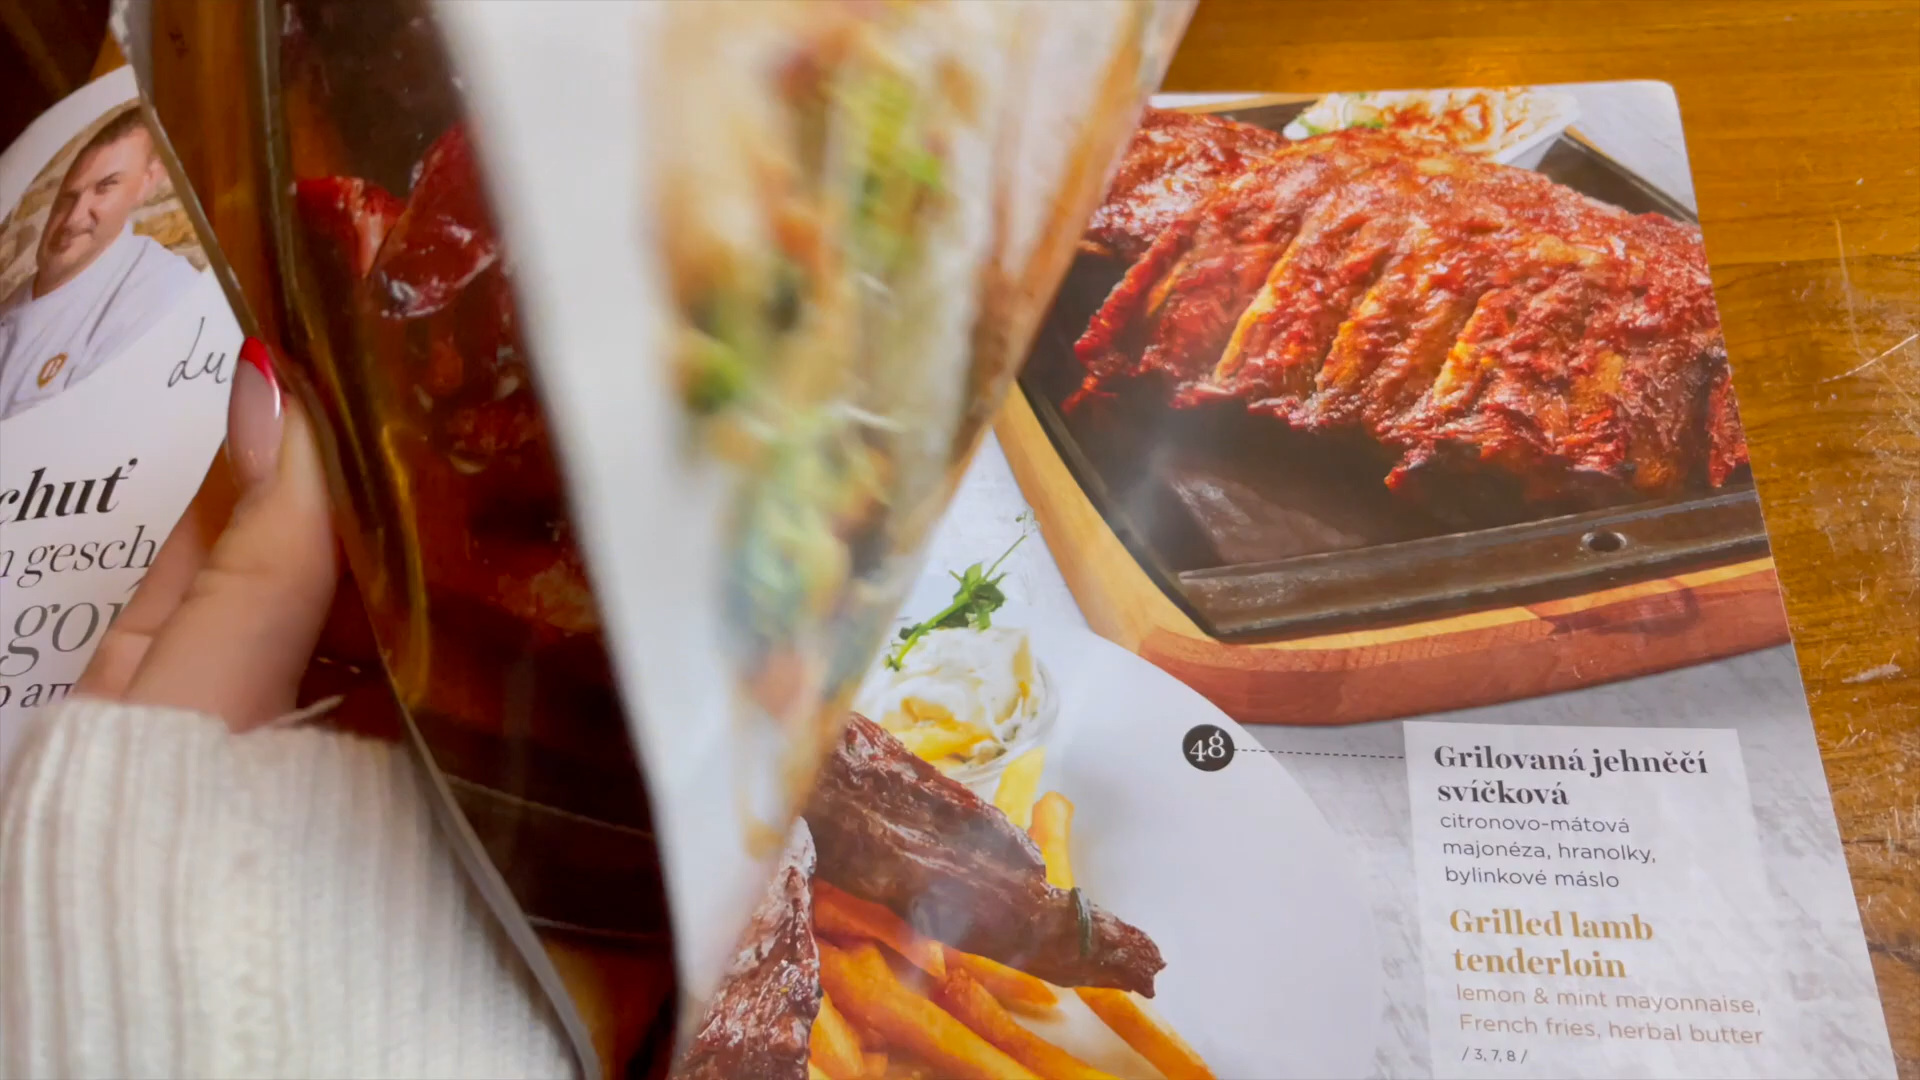 chuť
gesch
48
Grilovaná jehněčí
svíčková
citronovo-mátová
majonéza, hranolky,
bylinkové máslo
Grilled lamb
tenderloin
lemon & mint mayonnaise,
French fries, herbal butter
/ 3, 7, 8 /